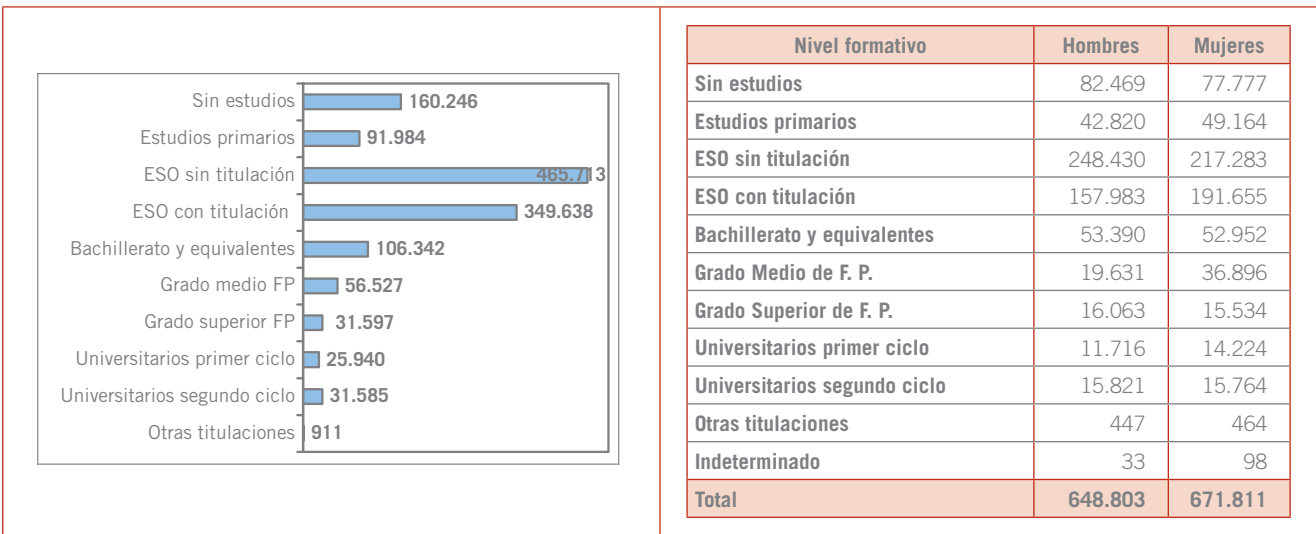 Sin estudios 160.246
Estudios primarios 91.984
ESO sin titulación 465.713
ESO con titulación 349.638
Bachillerato y equivalentes 106.342
Grado medio FP 56.527
Grado superior FP 31.597
Universitarios primer ciclo 25.940
Universitarios segundo ciclo 31.585
Otras titulaciones 911
Nivel formativo Hombres Mujeres
Sin estudios 82.469 77.777
Estudios primarios 42.820 49.164
ESO sin titulación 248.430 217.283
ESO con titulación 157.983 191.655
Bachillerato y equivalentes 53.390 52.952
Grado Medio de F. P. 19.631 36.896
Grado Superior de F. P. 16.063 15.534
Universitarios primer ciclo 11.716 14.224
Universitarios segundo ciclo 15.821 15.764
Otras titulaciones 447 464
Indeterminado 33 98
Total 648.803 671.811